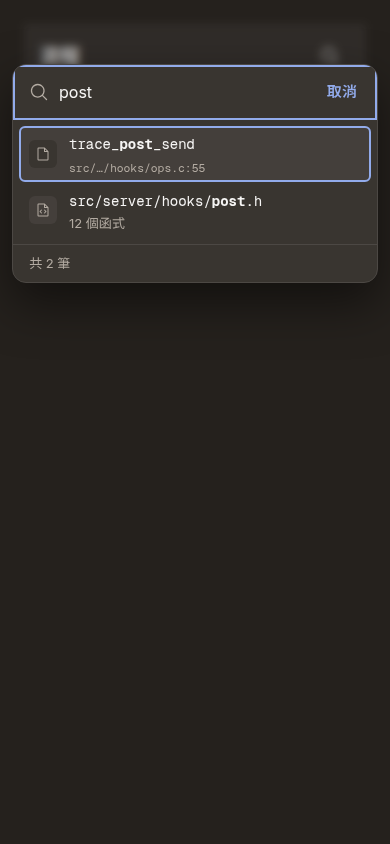 post
取消
trace_post_send
src/…/hooks/ops.c:55
src/server/hooks/post.h
12 個函式
共 2 筆